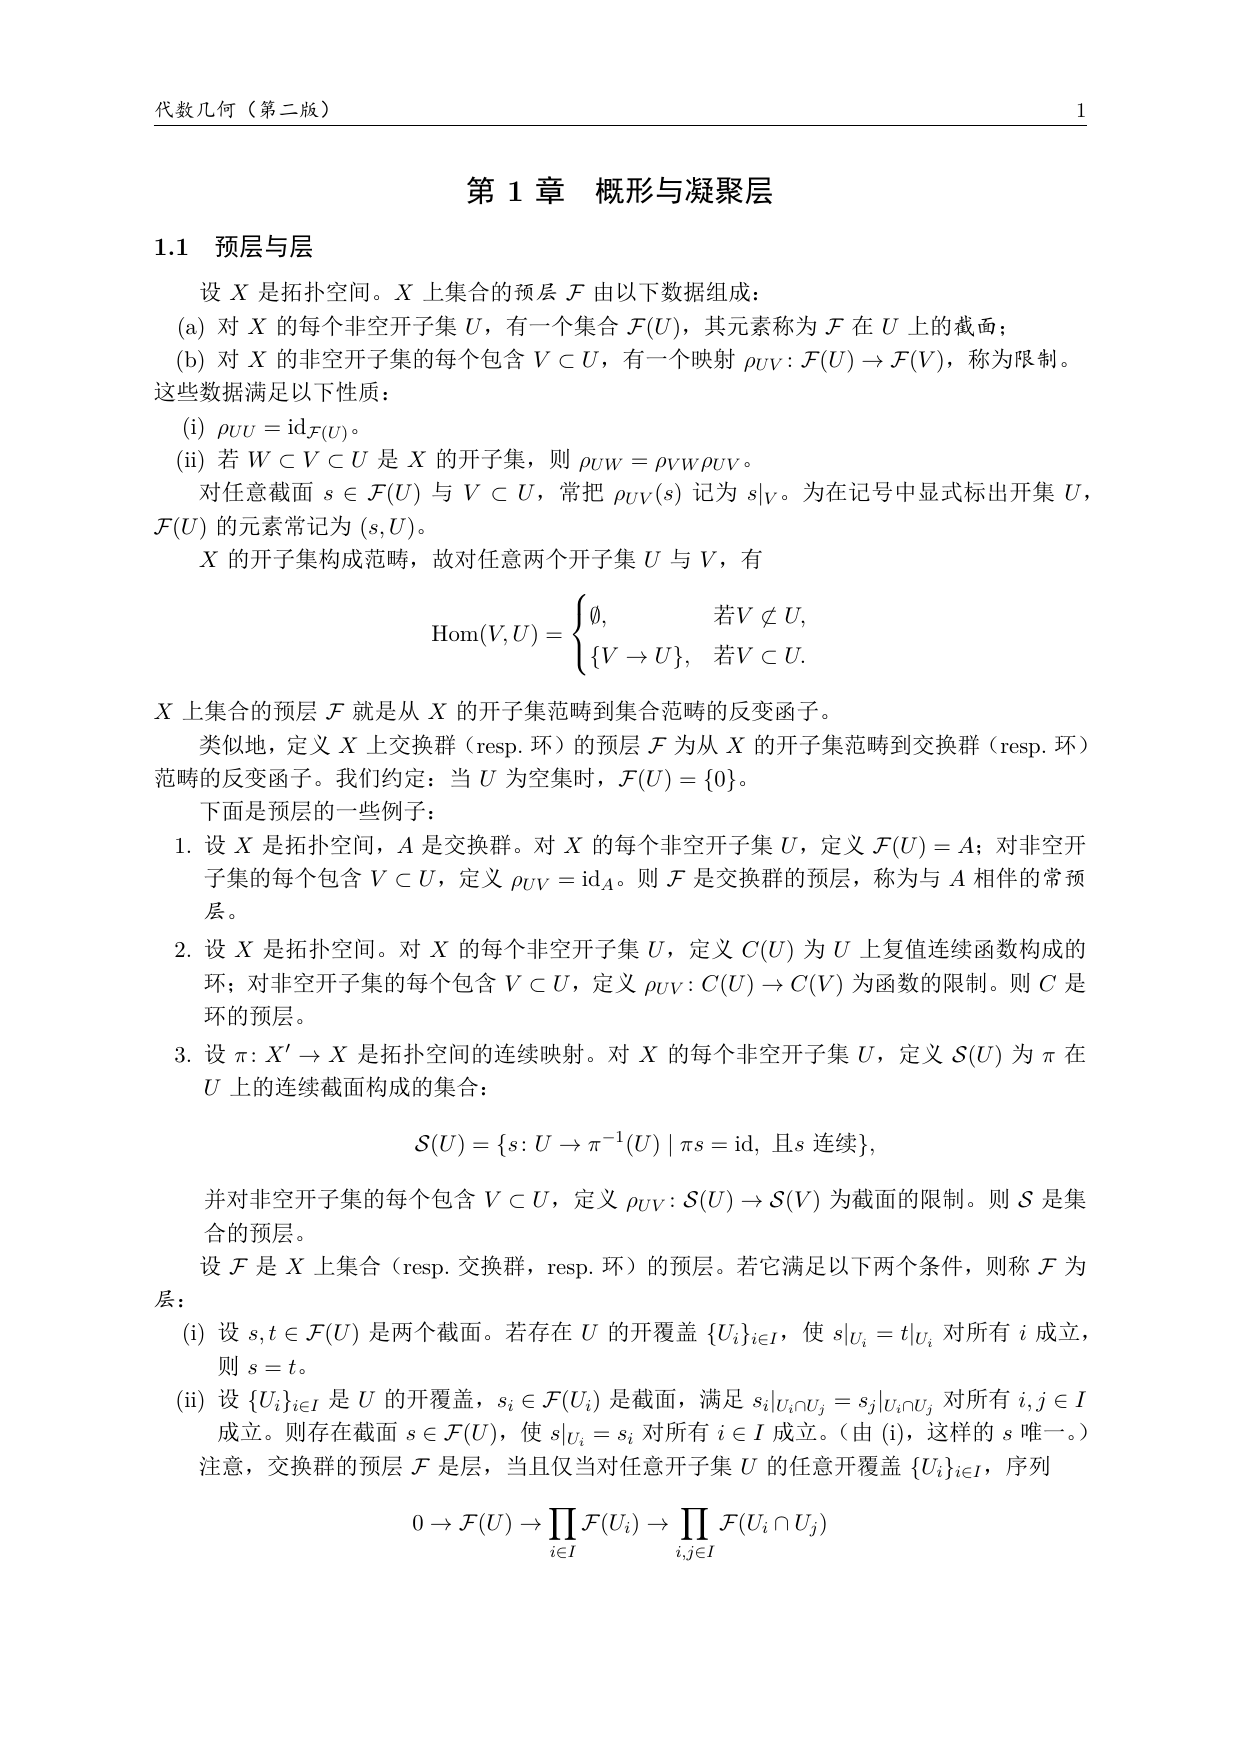 代数几何（第二版） 1
第 1 章 概形与凝聚层
1.1 预层与层
设 X 是拓扑空间。X 上集合的预层 𝓕 由以下数据组成：
(a) 对 X 的每个非空开子集 U，有一个集合 𝓕(U)，其元素称为 𝓕 在 U 上的截面；
(b) 对 X 的非空开子集的每个包含 V ⊂ U，有一个映射 ρ_{UV}: 𝓕(U) → 𝓕(V)，称为限制。
这些数据满足以下性质：
(i) ρ_{UU} = id_{𝓕(U)}。
(ii) 若 W ⊂ V ⊂ U 是 X 的开子集，则 ρ_{UW} = ρ_{VW}ρ_{UV}。
对任意截面 s ∈ 𝓕(U) 与 V ⊂ U，常把 ρ_{UV}(s) 记为 s|_V。为在记号中显式标出开集 U，
𝓕(U) 的元素常记为 (s, U)。
X 的开子集构成范畴，故对任意两个开子集 U 与 V，有
Hom(V, U) = { ∅, 若V ⊄ U,
{V → U}, 若V ⊂ U.
X 上集合的预层 𝓕 就是从 X 的开子集范畴到集合范畴的反变函子。
类似地，定义 X 上交换群（resp. 环）的预层 𝓕 为从 X 的开子集范畴到交换群（resp. 环）
范畴的反变函子。我们约定：当 U 为空集时，𝓕(U) = {0}。
下面是预层的一些例子：
1. 设 X 是拓扑空间，A 是交换群。对 X 的每个非空开子集 U，定义 𝓕(U) = A；对非空开
子集的每个包含 V ⊂ U，定义 ρ_{UV} = id_A。则 𝓕 是交换群的预层，称为与 A 相伴的常预
层。
2. 设 X 是拓扑空间。对 X 的每个非空开子集 U，定义 C(U) 为 U 上复值连续函数构成的
环；对非空开子集的每个包含 V ⊂ U，定义 ρ_{UV}: C(U) → C(V) 为函数的限制。则 C 是
环的预层。
3. 设 π: X′ → X 是拓扑空间的连续映射。对 X 的每个非空开子集 U，定义 𝓢(U) 为 π 在
U 上的连续截面构成的集合：
𝓢(U) = {s: U → π^{-1}(U) | πs = id, 且s 连续},
并对非空开子集的每个包含 V ⊂ U，定义 ρ_{UV}: 𝓢(U) → 𝓢(V) 为截面的限制。则 𝓢 是集
合的预层。
设 𝓕 是 X 上集合（resp. 交换群，resp. 环）的预层。若它满足以下两个条件，则称 𝓕 为
层：
(i) 设 s, t ∈ 𝓕(U) 是两个截面。若存在 U 的开覆盖 {U_i}_{i∈I}，使 s|_{U_i} = t|_{U_i} 对所有 i 成立，
则 s = t。
(ii) 设 {U_i}_{i∈I} 是 U 的开覆盖，s_i ∈ 𝓕(U_i) 是截面，满足 s_i|_{U_i∩U_j} = s_j|_{U_i∩U_j} 对所有 i, j ∈ I
成立。则存在截面 s ∈ 𝓕(U)，使 s|_{U_i} = s_i 对所有 i ∈ I 成立。（由 (i)，这样的 s 唯一。）
注意，交换群的预层 𝓕 是层，当且仅当对任意开子集 U 的任意开覆盖 {U_i}_{i∈I}，序列
0 → 𝓕(U) → ∏_{i∈I} 𝓕(U_i) → ∏_{i,j∈I} 𝓕(U_i ∩ U_j)